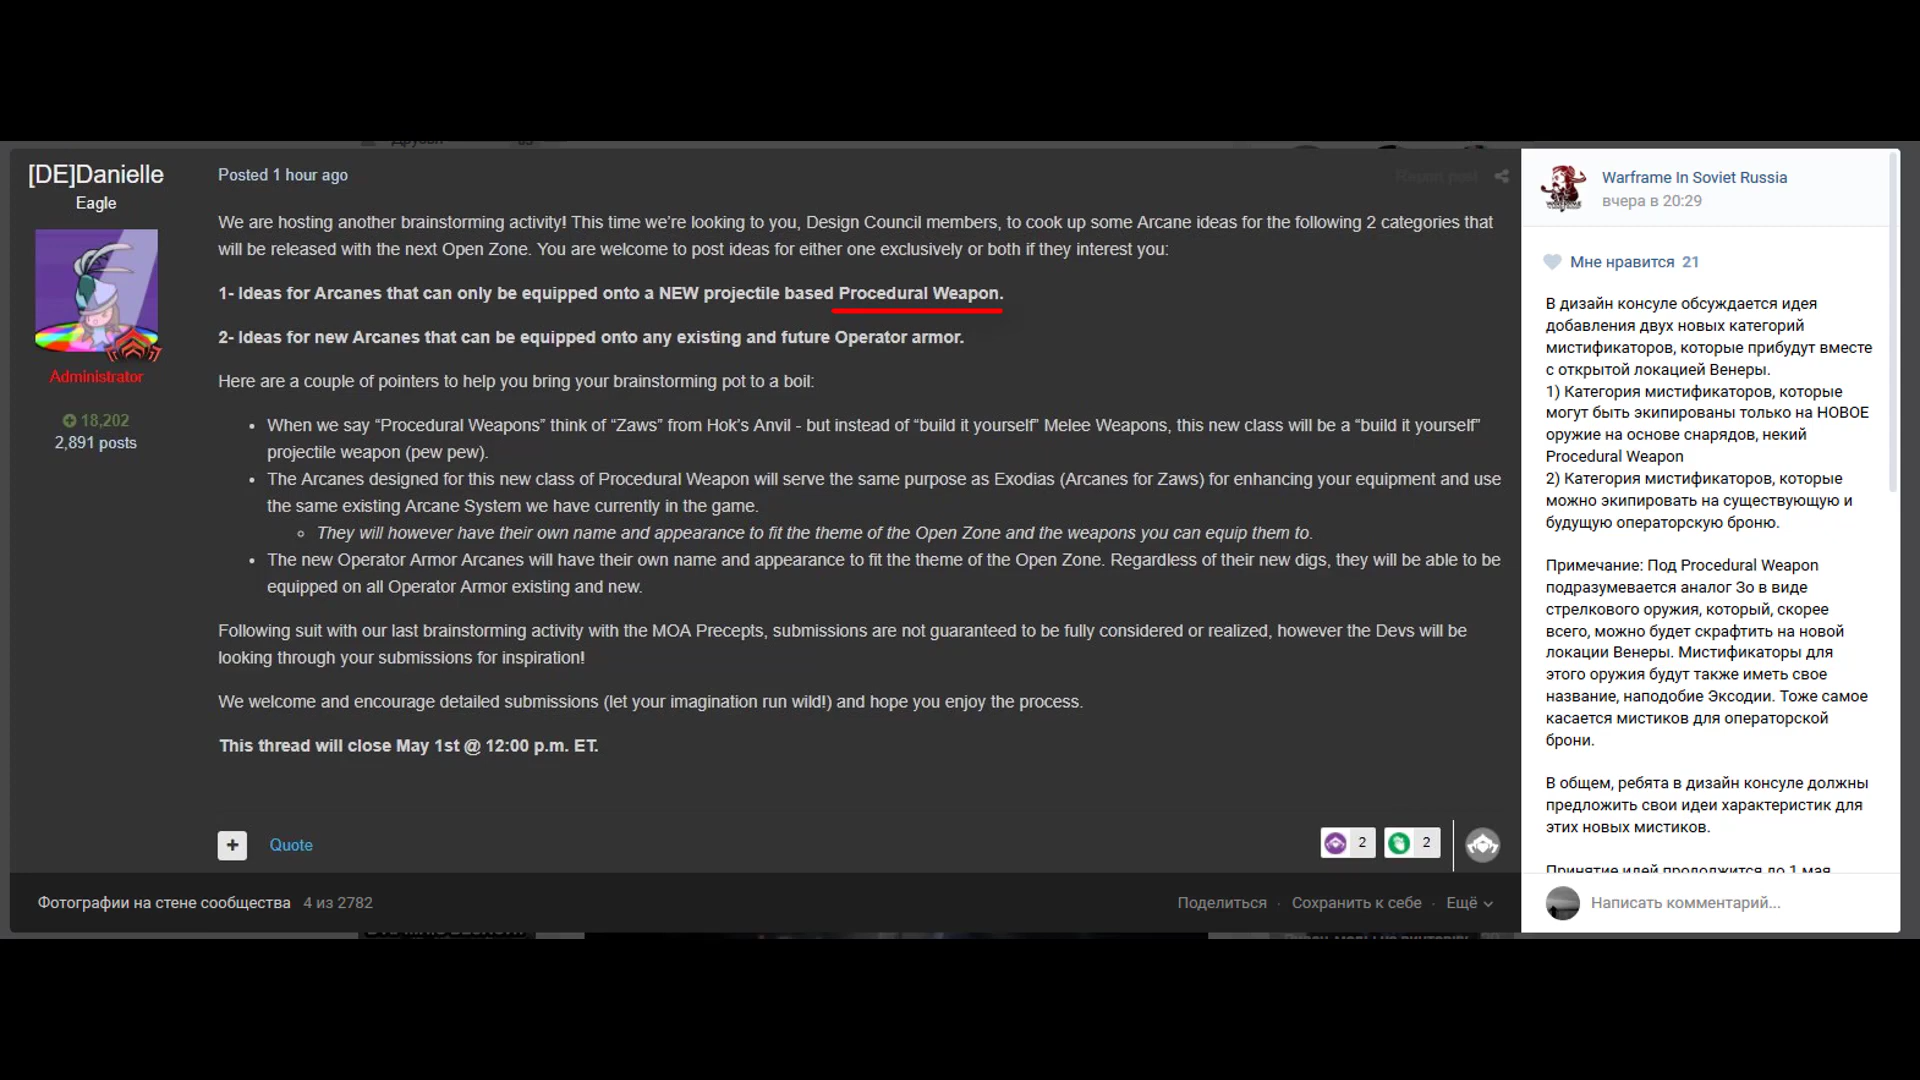 [DE]Danielle
Eagle
Administrator
18,202
2,891 posts
Posted 1 hour ago
Report post
We are hosting another brainstorming activity! This time we’re looking to you, Design Council members, to cook up some Arcane ideas for the following 2 categories that
will be released with the next Open Zone. You are welcome to post ideas for either one exclusively or both if they interest you:
1- Ideas for Arcanes that can only be equipped onto a NEW projectile based Procedural Weapon.
2- Ideas for new Arcanes that can be equipped onto any existing and future Operator armor.
Here are a couple of pointers to help you bring your brainstorming pot to a boil:
• When we say “Procedural Weapons” think of “Zaws” from Hok’s Anvil - but instead of “build it yourself” Melee Weapons, this new class will be a “build it yourself”
projectile weapon (pew pew).
• The Arcanes designed for this new class of Procedural Weapon will serve the same purpose as Exodias (Arcanes for Zaws) for enhancing your equipment and use
the same existing Arcane System we have currently in the game.
◦ They will however have their own name and appearance to fit the theme of the Open Zone and the weapons you can equip them to.
• The new Operator Armor Arcanes will have their own name and appearance to fit the theme of the Open Zone. Regardless of their new digs, they will be able to be
equipped on all Operator Armor existing and new.
Following suit with our last brainstorming activity with the MOA Precepts, submissions are not guaranteed to be fully considered or realized, however the Devs will be
looking through your submissions for inspiration!
We welcome and encourage detailed submissions (let your imagination run wild!) and hope you enjoy the process.
This thread will close May 1st @ 12:00 p.m. ET.
+ Quote
2 2
Фотографии на стене сообщества 4 из 2782
Поделиться · Сохранить к себе · Ещё
Warframe In Soviet Russia
вчера в 20:29
Мне нравится 21
В дизайн консуле обсуждается идея
добавления двух новых категорий
мистификаторов, которые прибудут вместе
с открытой локацией Венеры.
1) Категория мистификаторов, которые
могут быть экипированы только на НОВОЕ
оружие на основе снарядов, некий
Procedural Weapon
2) Категория мистификаторов, которые
можно экипировать на существующую и
будущую операторскую броню.
Примечание: Под Procedural Weapon
подразумевается аналог Зо в виде
стрелкового оружия, который, скорее
всего, можно будет скрафтить на новой
локации Венеры. Мистификаторы для
этого оружия будут также иметь свое
название, наподобие Эксодии. Тоже самое
касается мистиков для операторской
брони.
В общем, ребята в дизайн консуле должны
предложить свои идеи характеристик для
этих новых мистиков.
Принятие идей продолжится до 1 мая
Написать комментарий...